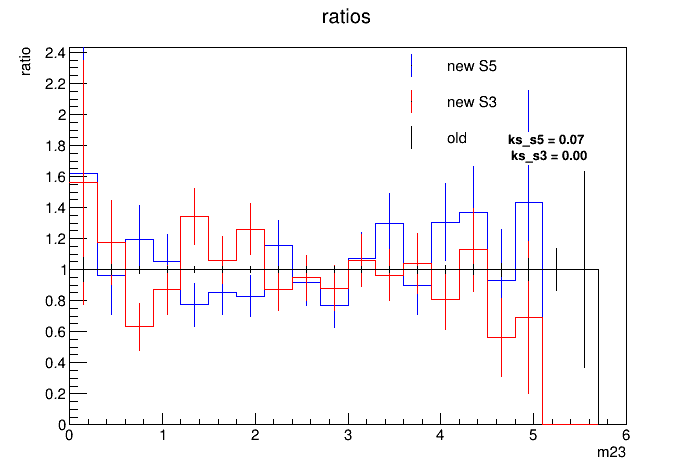 ratios
ratio
2.4
2.2
2
1.8
1.6
1.4
1.2
1
0.8
0.6
0.4
0.2
0
new S5
new S3
old
ks_s5 = 0.07
ks_s3 = 0.00
0 1 2 3 4 5 6
m23